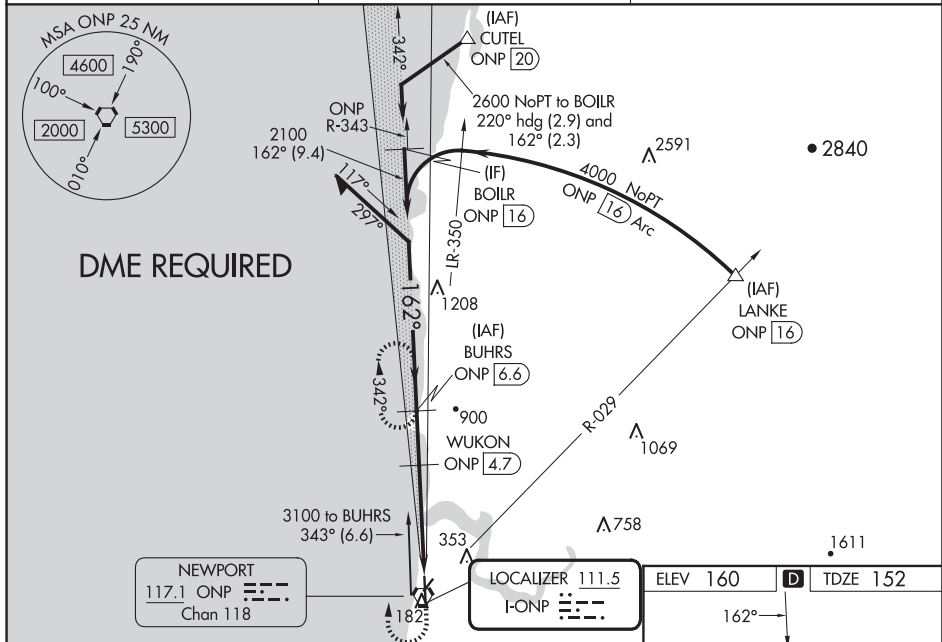 MSA ONP 25 NM
4600
190°
100°
2000
5300
010°
342°
(IAF)
CUTEL
ONP 20
2600 NoPT to BOILR
220° hdg (2.9) and
162° (2.3)
ONP
R-343
2100
162° (9.4)
117°
297°
(IF)
BOILR
ONP 16
LR-350
4000 NoPT
ONP 16 Arc
2591
2840
DME REQUIRED
162°
1208
(IAF)
LANKE
ONP 16
(IAF)
BUHRS
ONP 6.6
342°
900
R-029
1069
WUKON
ONP 4.7
3100 to BUHRS
343° (6.6)
353
758
1611
NEWPORT
117.1 ONP
Chan 118
182
LOCALIZER 111.5
I-ONP
ELEV 160
D
TDZE 152
162°